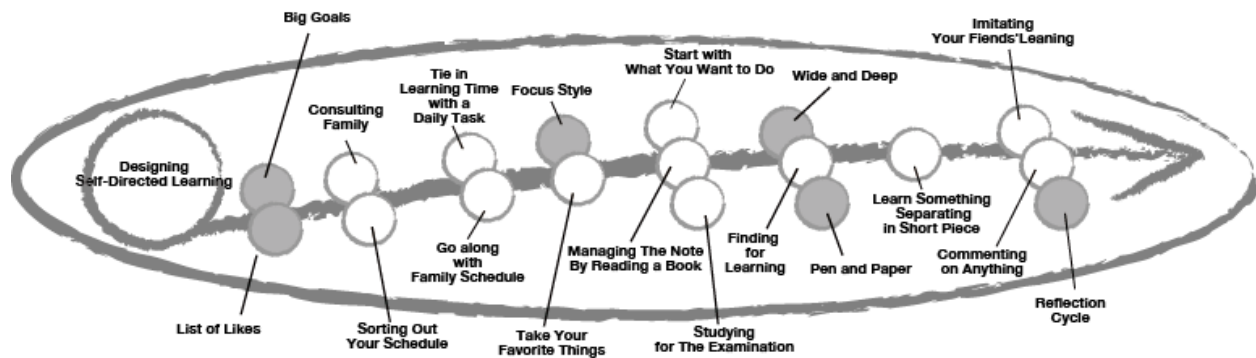 Big Goals
Imitating
Your Fiends'Leaning
Start with
What You Want to Do
Wide and Deep
Tie in
Learning Time
with a
Daily Task
Focus Style
Consulting
Family
Designing
Self-Directed Learning
Learn Something
Separating
in Short Piece
Go along
with
Family Schedule
Managing The Note
By Reading a Book
Finding
for
Learning
Pen and Paper
Commenting
on Anything
List of Likes
Sorting Out
Your Schedule
Take Your
Favorite Things
Studying
for The Examination
Reflection
Cycle